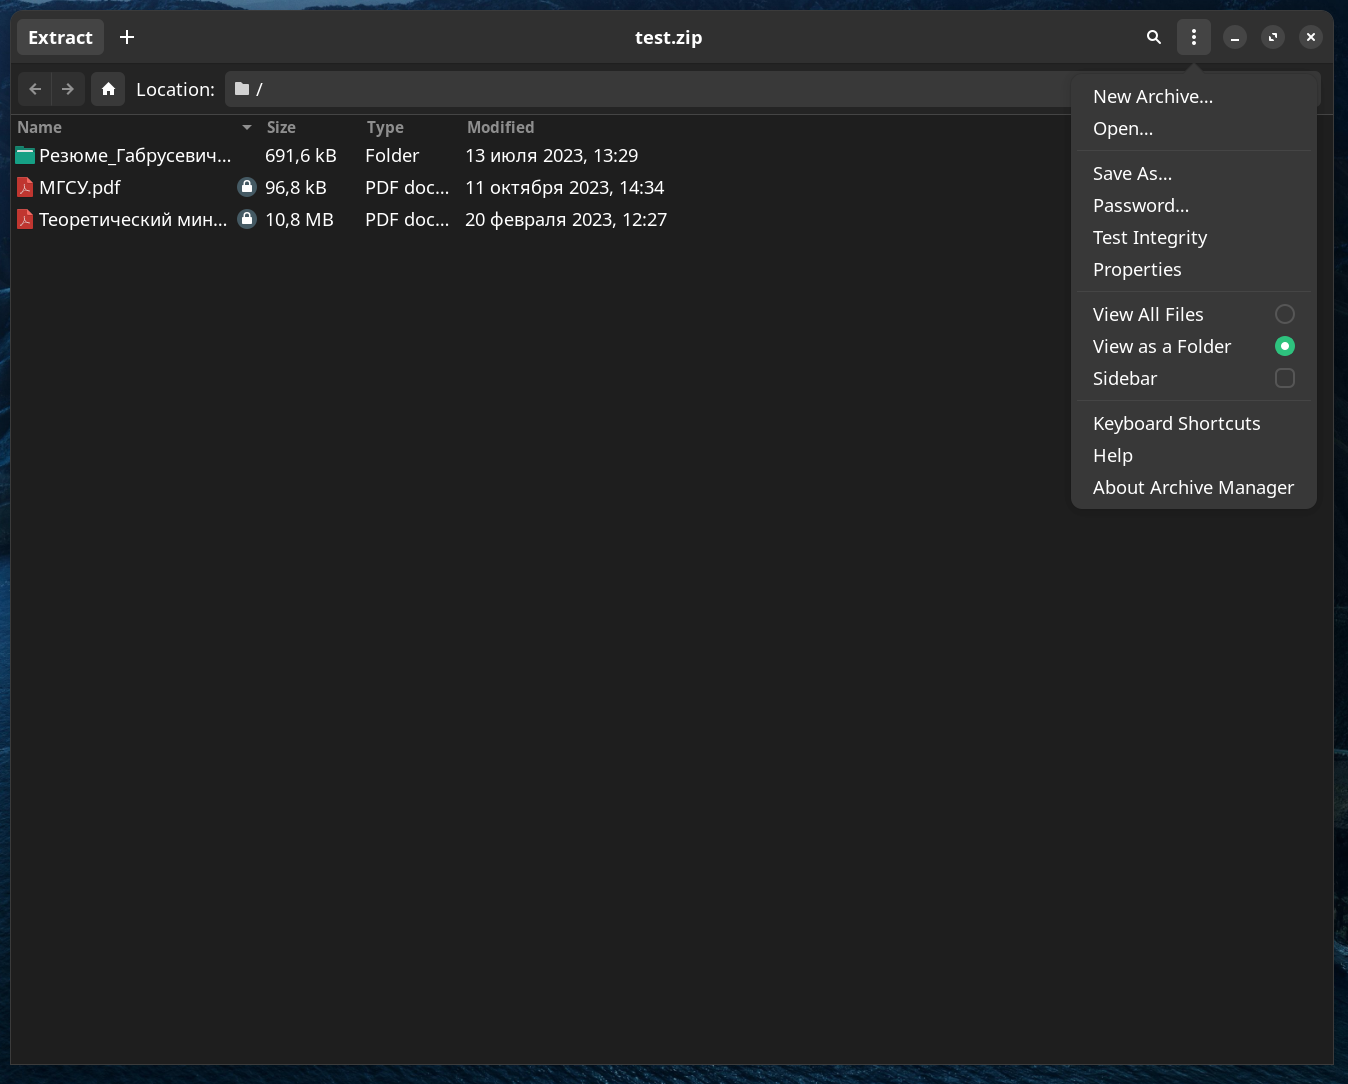 Extract
test.zip
Location:
/
Name Size Type Modified
Резюме_Габрусевич... 691,6 kB Folder 13 июля 2023, 13:29
МГСУ.pdf 96,8 kB PDF doc... 11 октября 2023, 14:34
Теоретический мин... 10,8 MB PDF doc... 20 февраля 2023, 12:27
New Archive...
Open...
Save As...
Password...
Test Integrity
Properties
View All Files
View as a Folder
Sidebar
Keyboard Shortcuts
Help
About Archive Manager